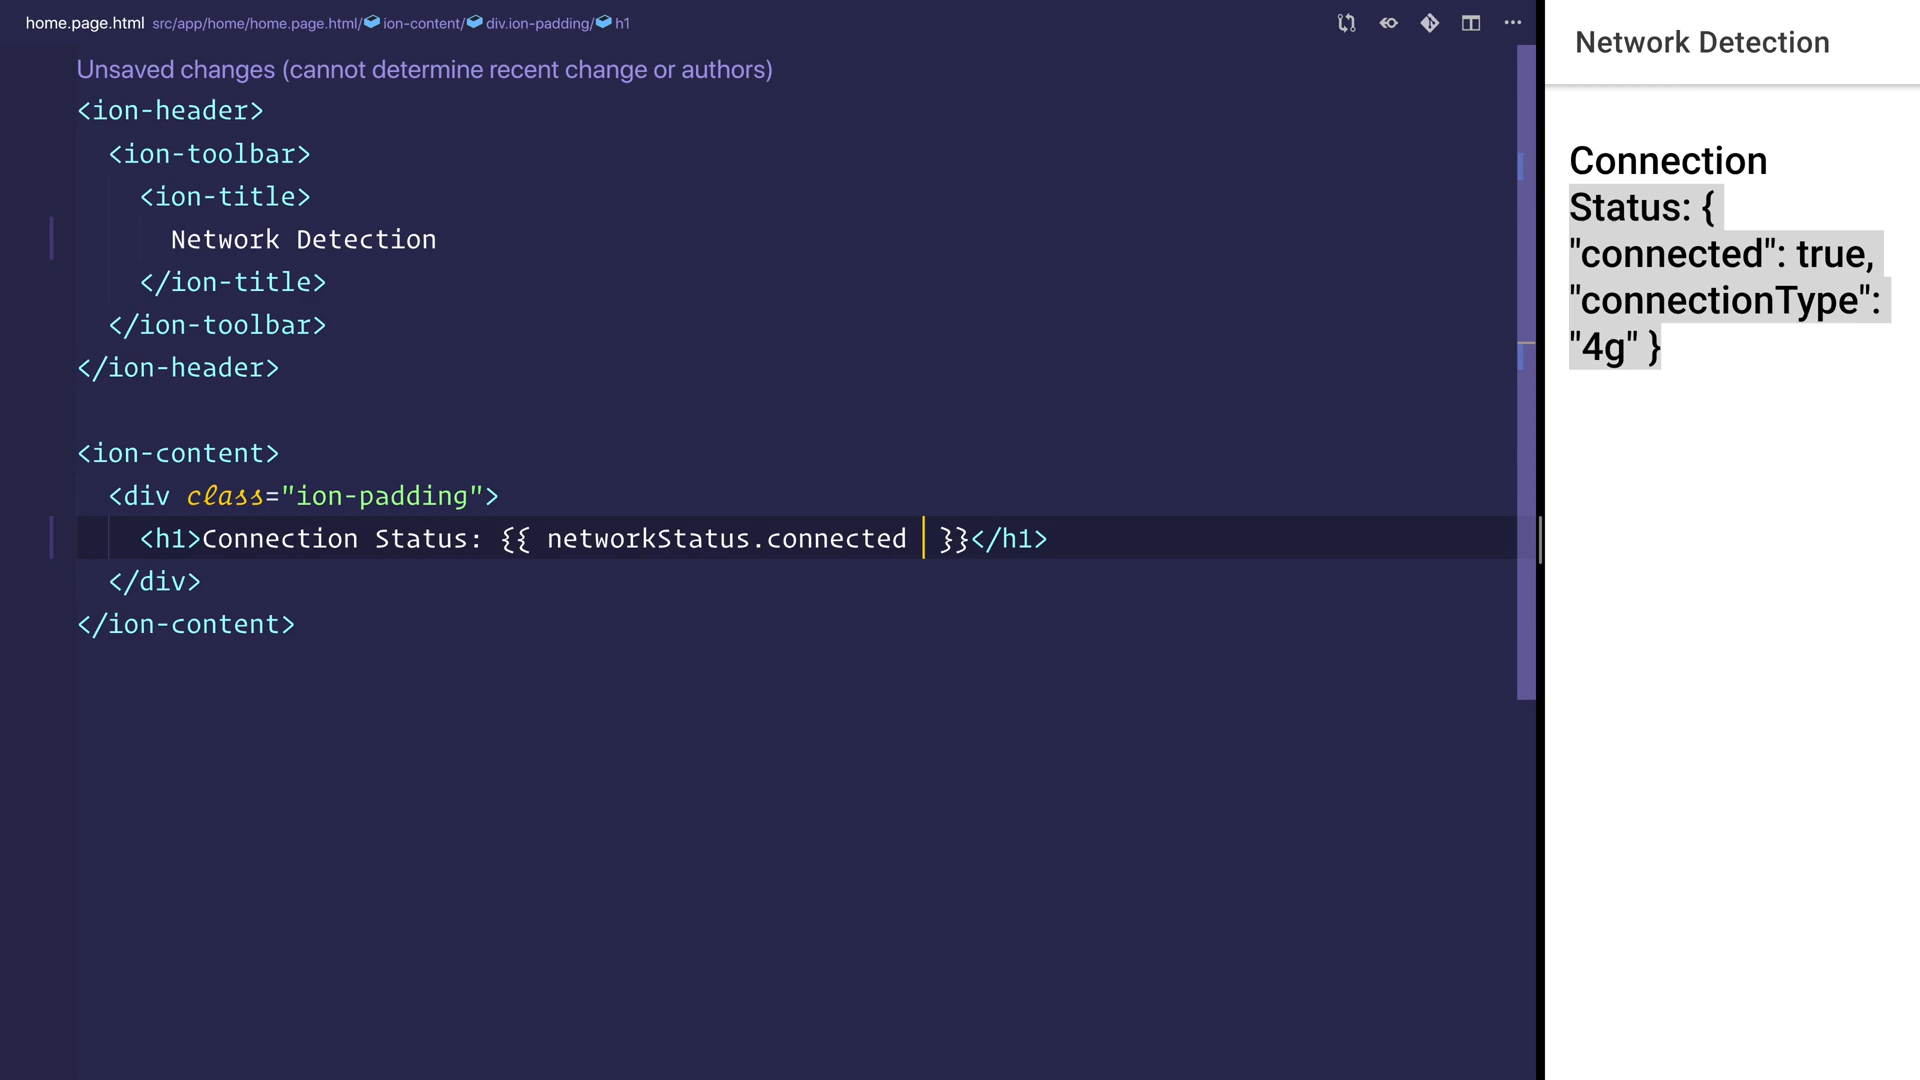 home.page.html src/app/home/home.page.html/ion-content/div.ion-padding/h1
Unsaved changes (cannot determine recent change or authors)
<ion-header>
<ion-toolbar>
<ion-title>
Network Detection
</ion-title>
</ion-toolbar>
</ion-header>
<ion-content>
<div class="ion-padding">
<h1>Connection Status: {{ networkStatus.connected }}</h1>
</div>
</ion-content>
Network Detection
Connection
Status: {
"connected": true,
"connectionType":
"4g" }